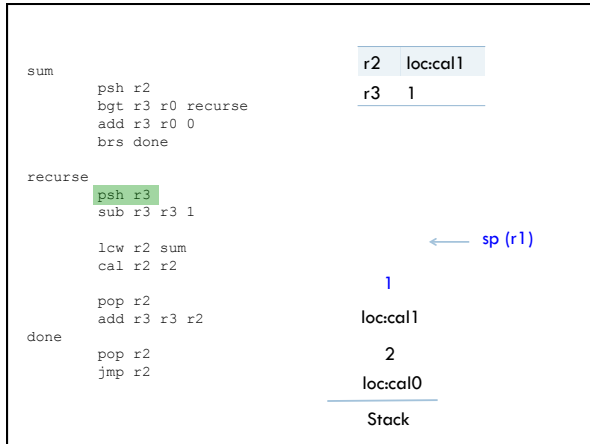 sum
psh r2
bgt r3 r0 recurse
add r3 r0 0
brs done
recurse
psh r3
sub r3 r3 1
lcw r2 sum
cal r2 r2
pop r2
add r3 r3 r2
done
pop r2
jmp r2
r2 loc:cal1
r3 1
sp (r1)
1
loc:cal1
2
loc:cal0
Stack